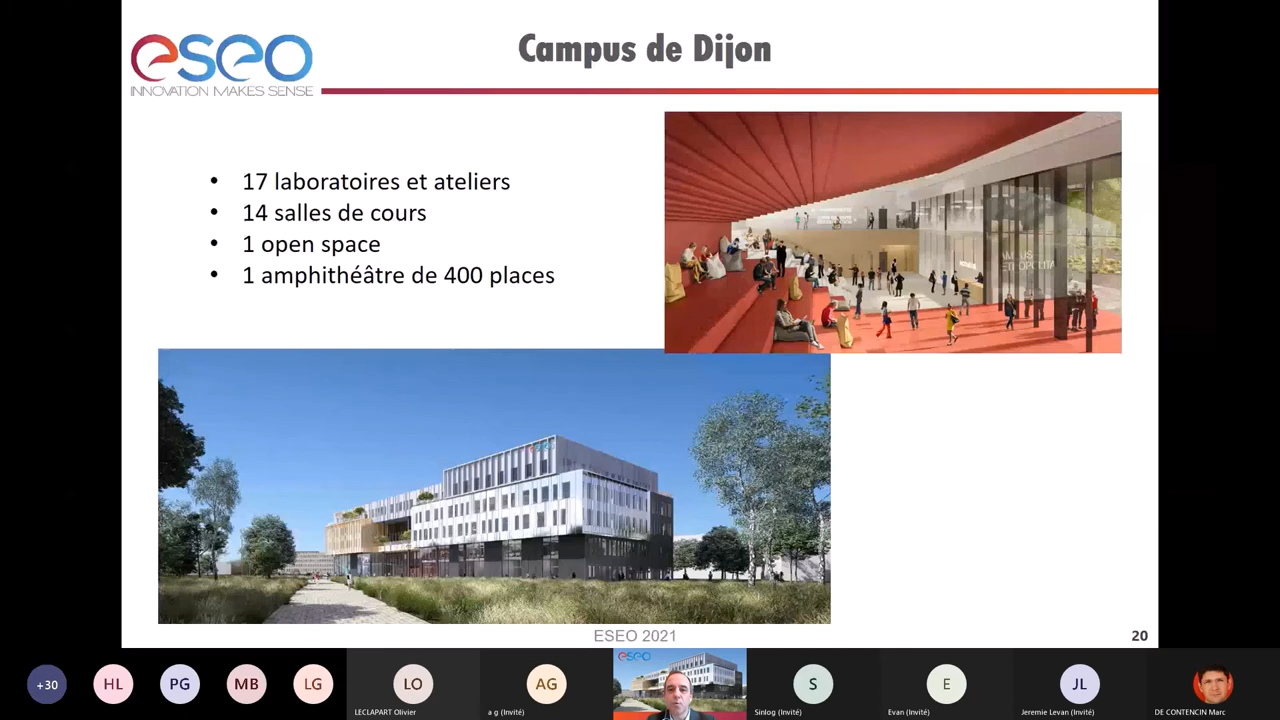 eseo
INNOVATION MAKES SENSE
Campus de Dijon
• 17 laboratoires et ateliers
• 14 salles de cours
• 1 open space
• 1 amphithéâtre de 400 places
ESEO 2021
20
+30
HL
PG
MB
LG
LO
LECLAPART Olivier
AG
a g (Invité)
eseo
S
Sinlog (Invité)
E
Evan (Invité)
JL
Jeremie Levan (Invité)
DE CONTENCIN Marc